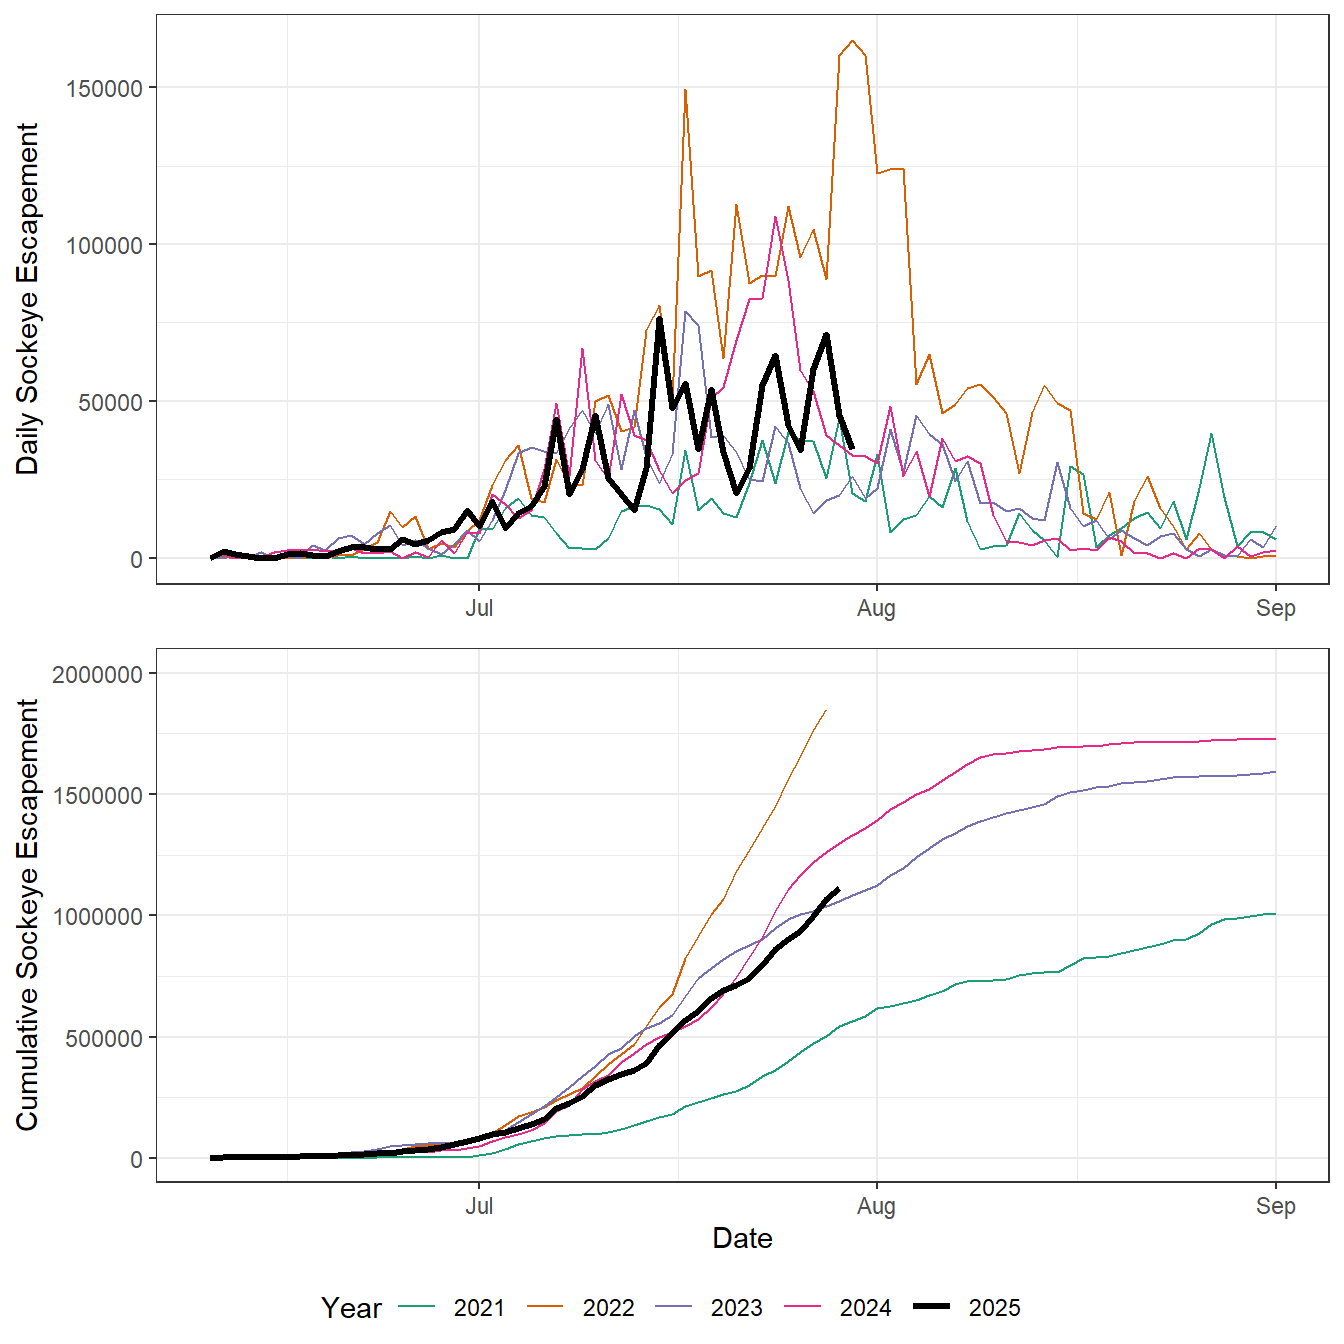 Daily Sockeye Escapement
150000
100000
50000
0
Jul Aug Sep
Cumulative Sockeye Escapement
2000000
1500000
1000000
500000
0
Jul Aug Sep
Date
Year 2021 2022 2023 2024 2025